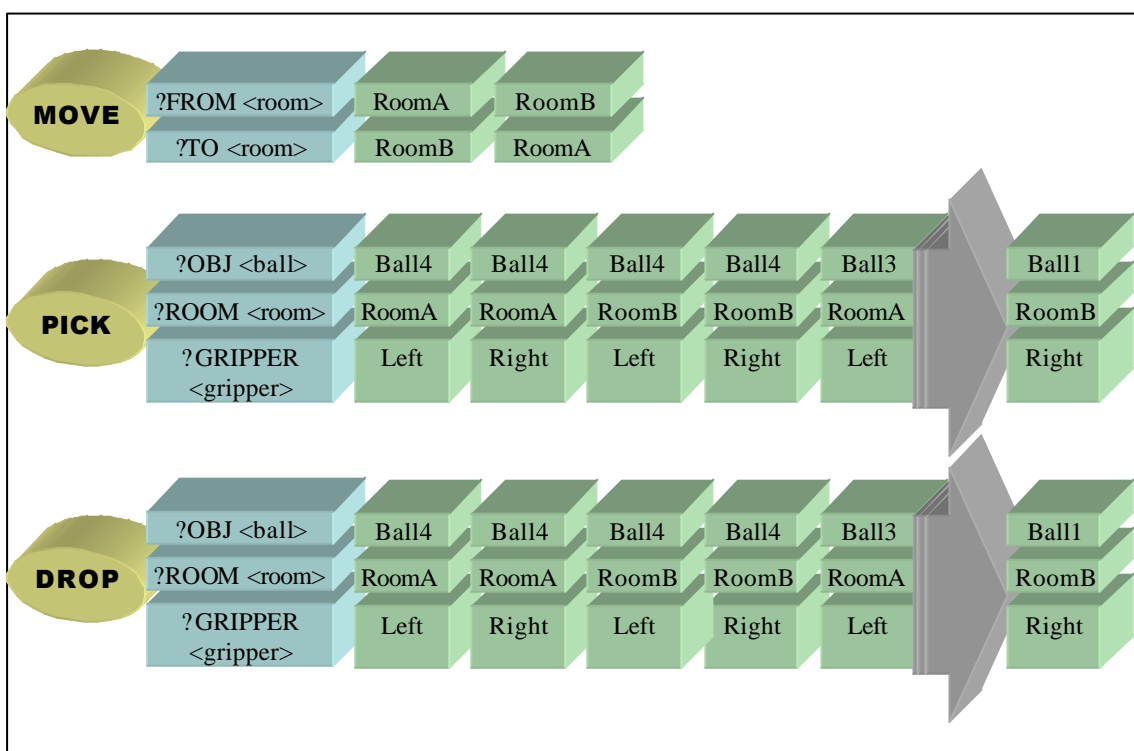 MOVE
?FROM <room> RoomA RoomB
?TO <room> RoomB RoomA
PICK
?OBJ <ball> Ball4 Ball4 Ball4 Ball4 Ball3 Ball1
?ROOM <room> RoomA RoomA RoomB RoomB RoomA RoomB
?GRIPPER Left Right Left Right Left Right
<gripper>
DROP
?OBJ <ball> Ball4 Ball4 Ball4 Ball4 Ball3 Ball1
?ROOM <room> RoomA RoomA RoomB RoomB RoomA RoomB
?GRIPPER Left Right Left Right Left Right
<gripper>